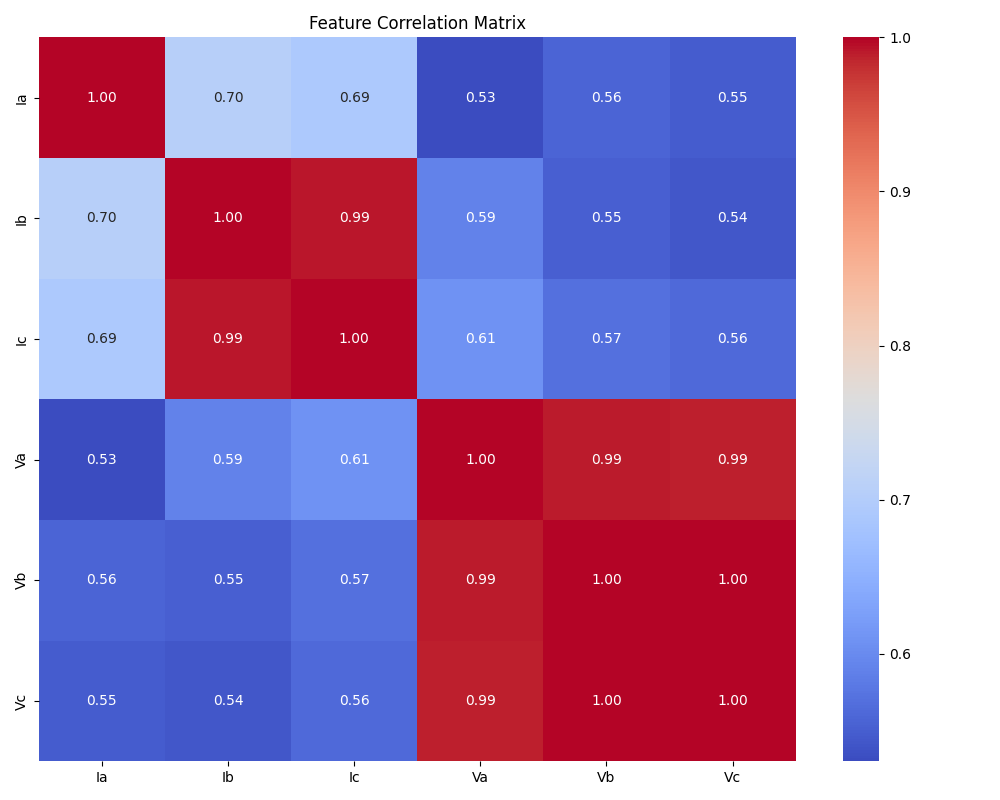 Feature Correlation Matrix
Ia 1.00 0.70 0.69 0.53 0.56 0.55
Ib 0.70 1.00 0.99 0.59 0.55 0.54
Ic 0.69 0.99 1.00 0.61 0.57 0.56
Va 0.53 0.59 0.61 1.00 0.99 0.99
Vb 0.56 0.55 0.57 0.99 1.00 1.00
Vc 0.55 0.54 0.56 0.99 1.00 1.00
Ia Ib Ic Va Vb Vc
1.0
0.9
0.8
0.7
0.6